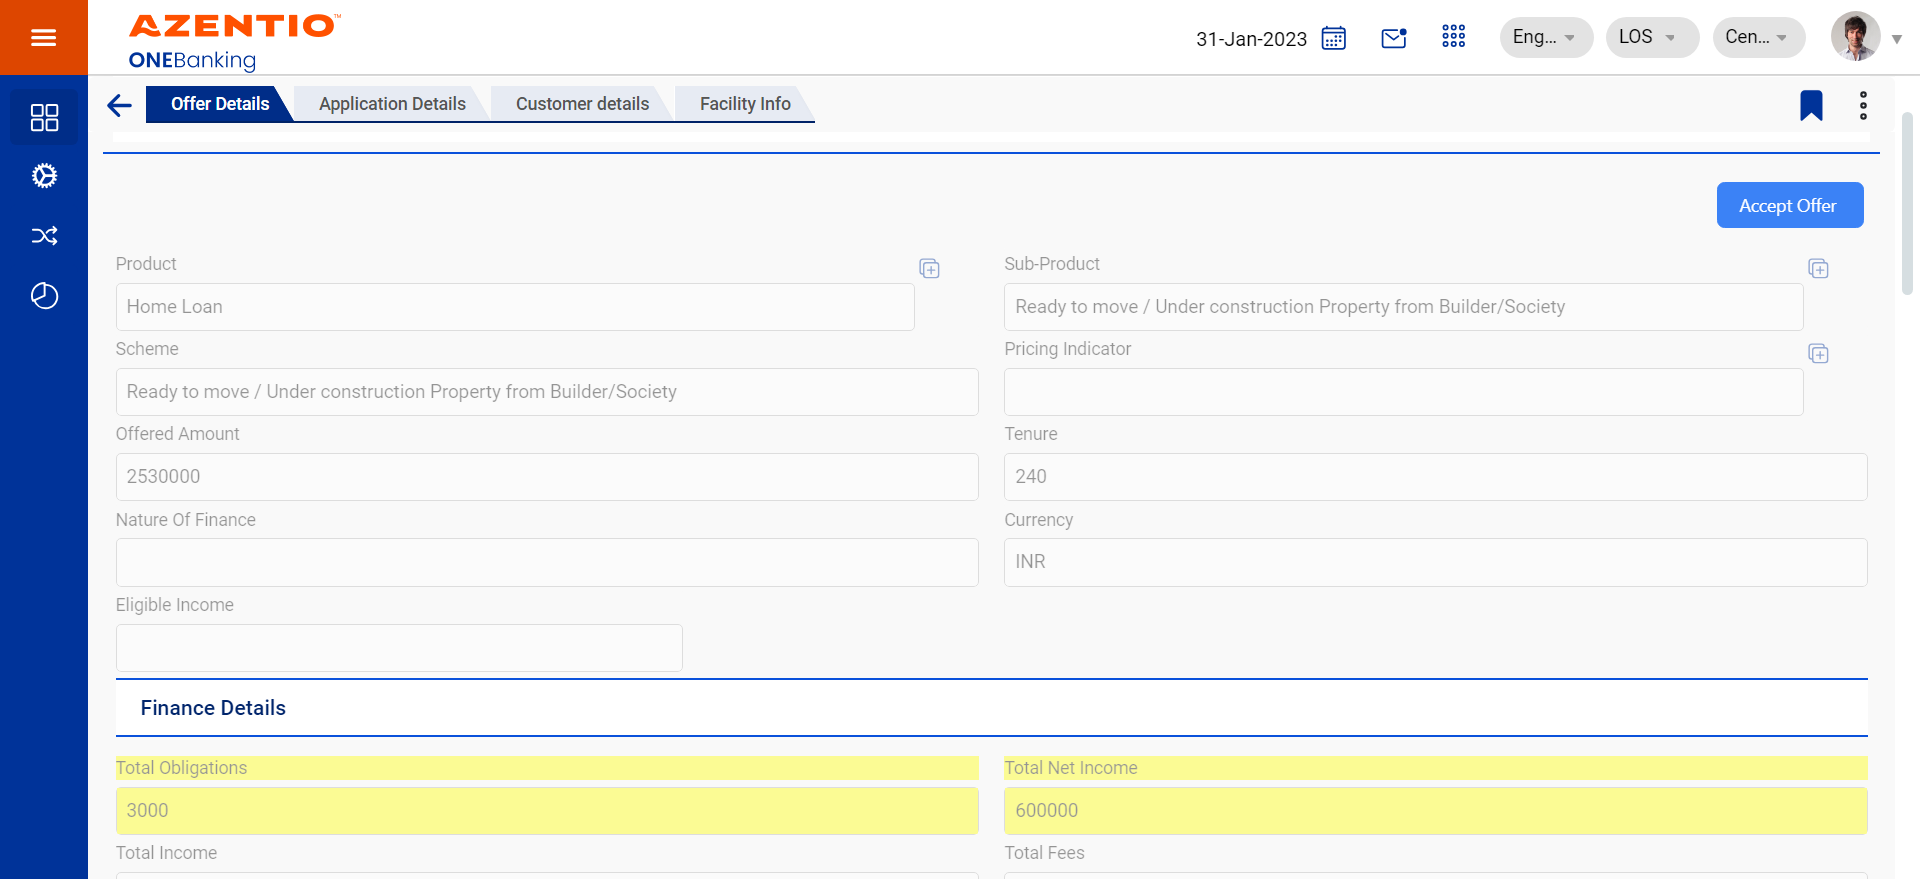 AZENTIO™
ONEBanking
31-Jan-2023
Eng...
LOS
Cen...
Offer Details
Application Details
Customer details
Facility Info
Accept Offer
Product
Sub-Product
Home Loan
Ready to move / Under construction Property from Builder/Society
Scheme
Pricing Indicator
Ready to move / Under construction Property from Builder/Society
Offered Amount
Tenure
2530000
240
Nature Of Finance
Currency
INR
Eligible Income
Finance Details
Total Obligations
Total Net Income
3000
600000
Total Income
Total Fees